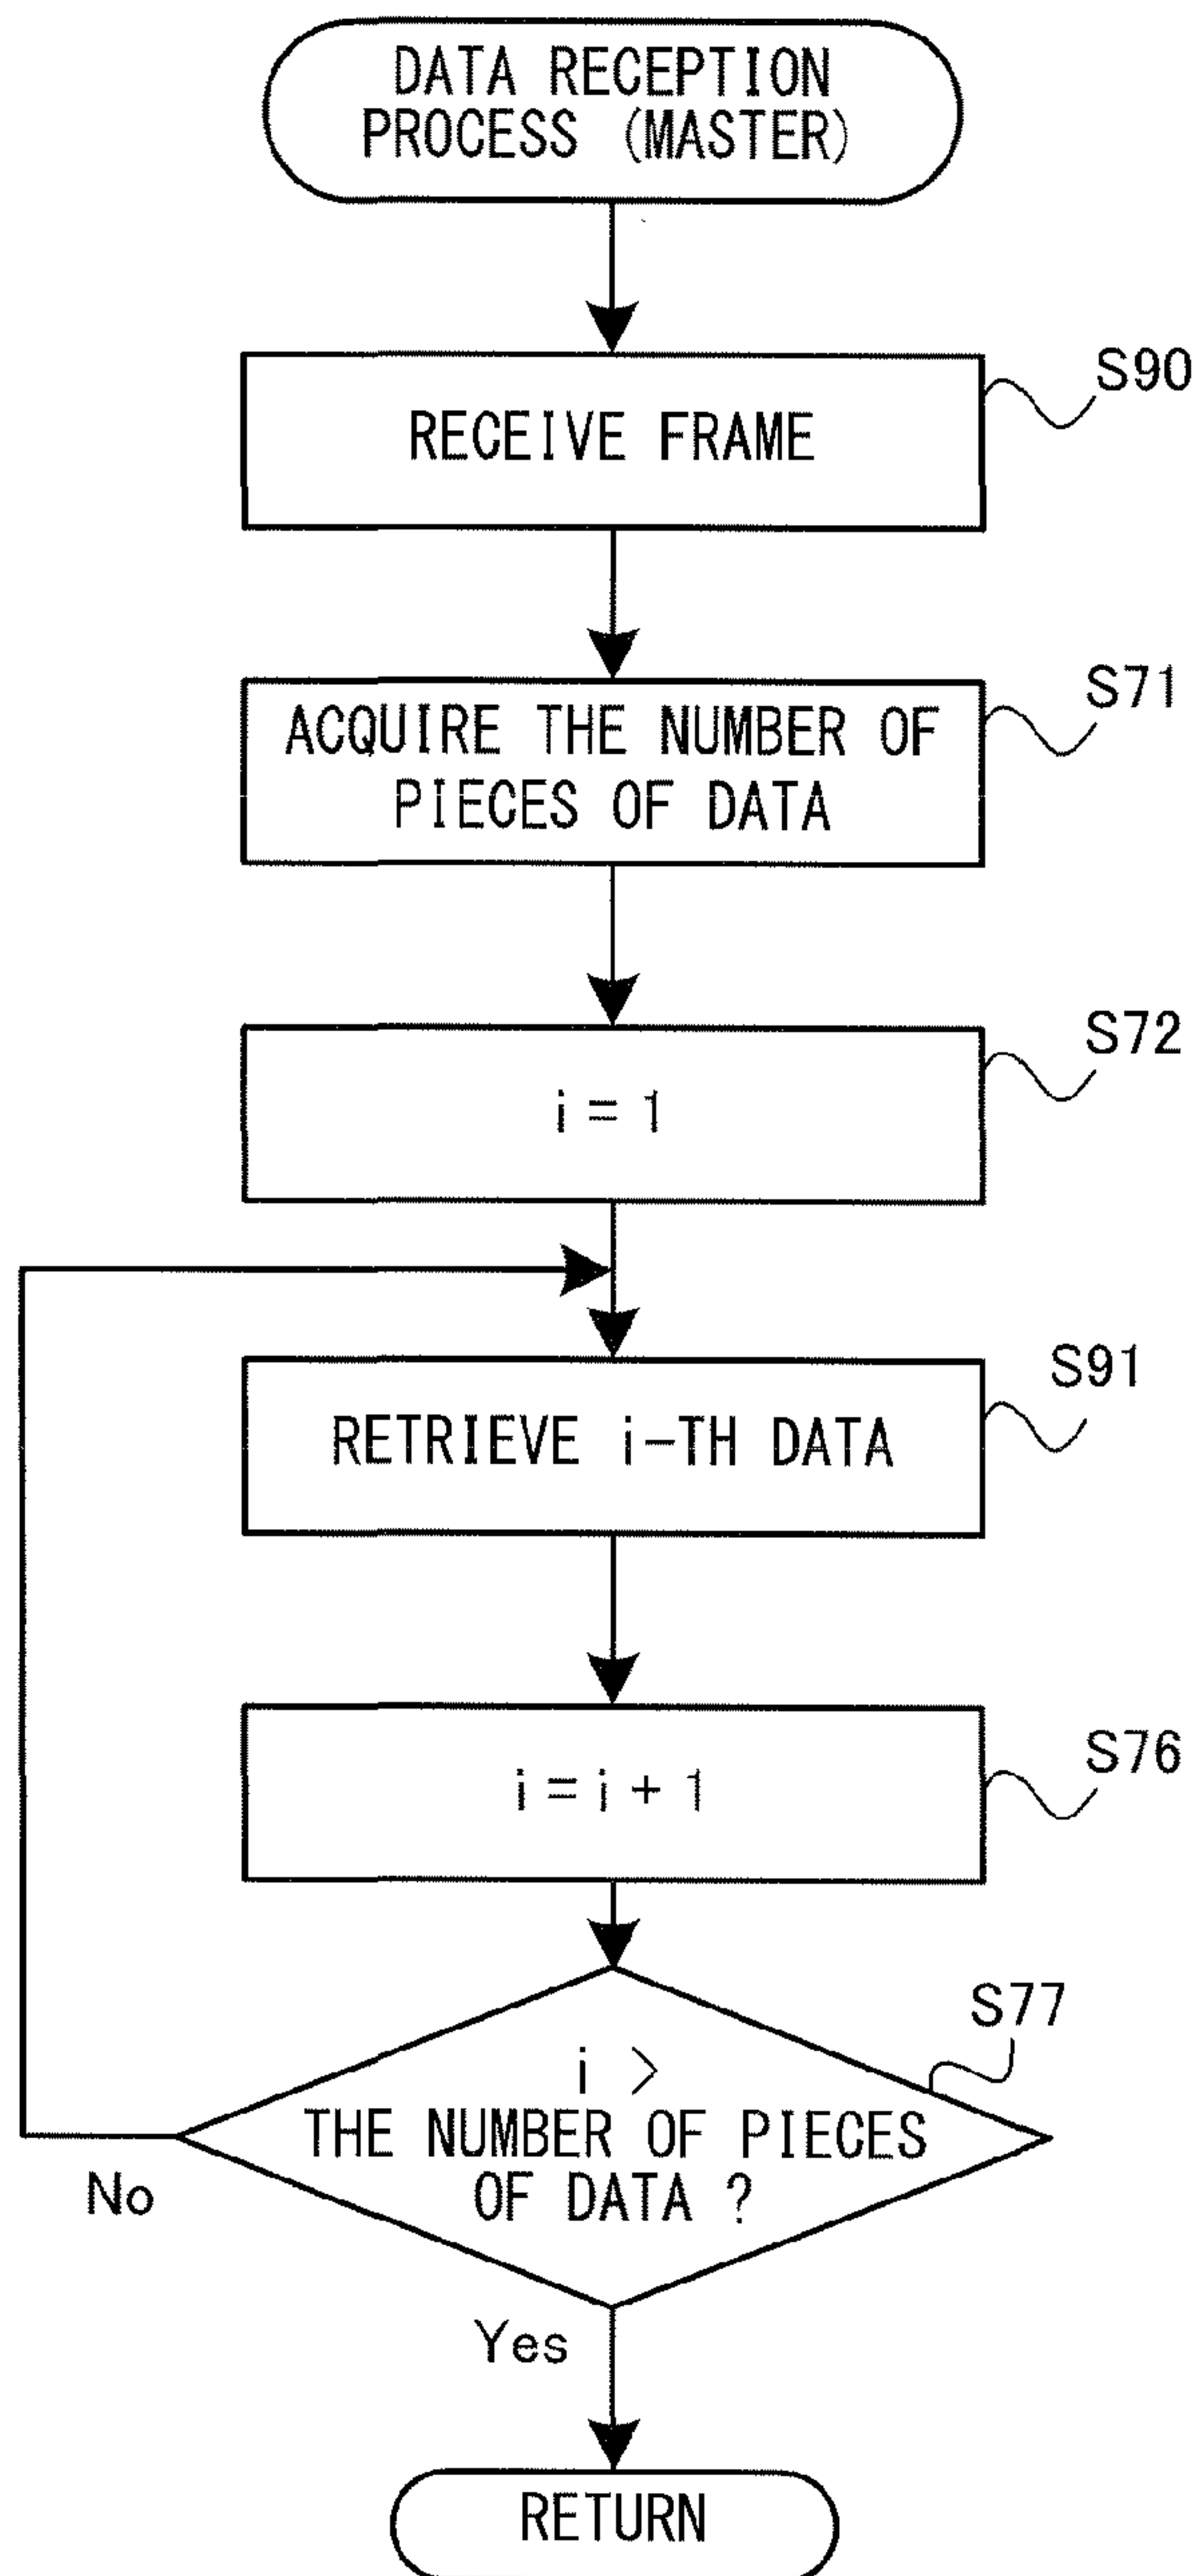 DATA RECEPTION
PROCESS (MASTER)
S90
RECEIVE FRAME
S71
ACQUIRE THE NUMBER OF
PIECES OF DATA
S72
i = 1
S91
RETRIEVE i-TH DATA
S76
i = i + 1
S77
i >
THE NUMBER OF PIECES
OF DATA ?
No
Yes
RETURN